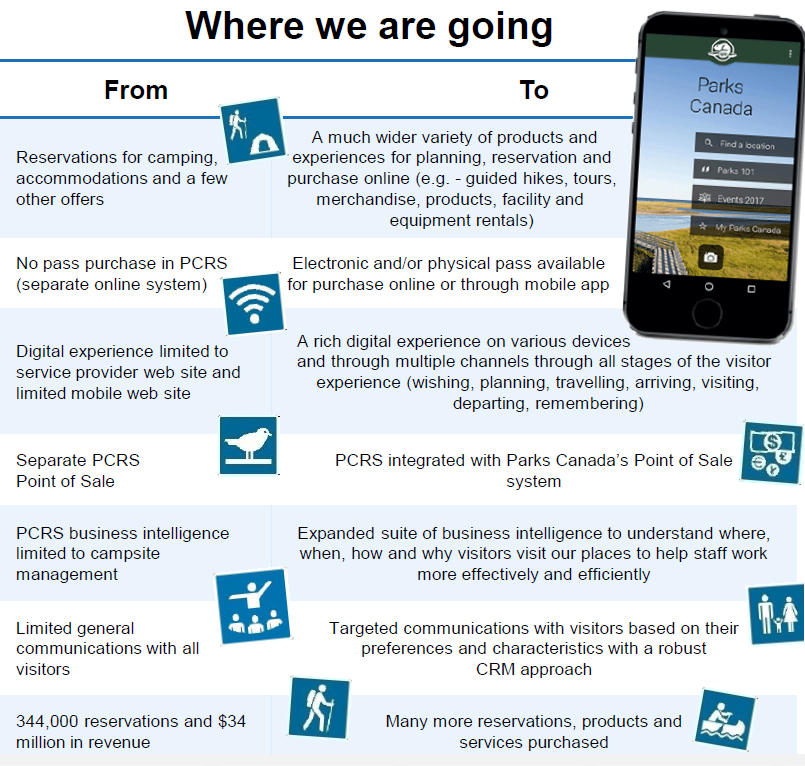 Where we are going
From
To
Reservations for camping,
accommodations and a few
other offers
A much wider variety of products and
experiences for planning, reservation and
purchase online (e.g. - guided hikes, tours,
merchandise, products, facility and
equipment rentals)
No pass purchase in PCRS
(separate online system)
Electronic and/or physical pass available
for purchase online or through mobile app
Digital experience limited to
service provider web site and
limited mobile web site
A rich digital experience on various devices
and through multiple channels through all stages of the visitor
experience (wishing, planning, travelling, arriving, visiting,
departing, remembering)
Separate PCRS
Point of Sale
PCRS integrated with Parks Canada’s Point of Sale
system
PCRS business intelligence
limited to campsite
management
Expanded suite of business intelligence to understand where,
when, how and why visitors visit our places to help staff work
more effectively and efficiently
Limited general
communications with all
visitors
Targeted communications with visitors based on their
preferences and characteristics with a robust
CRM approach
344,000 reservations and $34
million in revenue
Many more reservations, products and
services purchased
Parks
Canada
Find a location
Parks 101
Events 2017
My Parks Canada